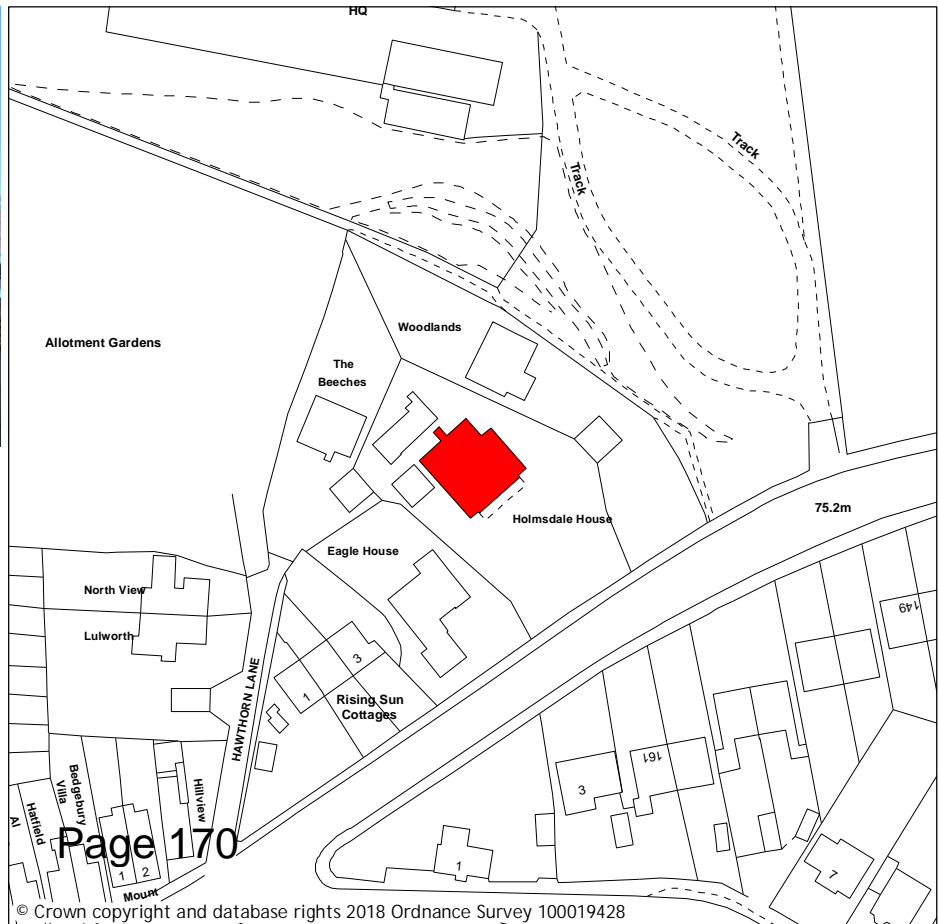 HQ
Track
Track
Woodlands
Allotment Gardens
The
Beeches
75.2m
Holmsdale House
Eagle House
North View
149
Lulworth
HAWTHORN LANE
3
1
Rising Sun
Cottages
161
3
Bedgebury
Villa
Hatfield
Al
Hillview
Page 170
1
2
1
7
Mount
© Crown copyright and database rights 2018 Ordnance Survey 100019428